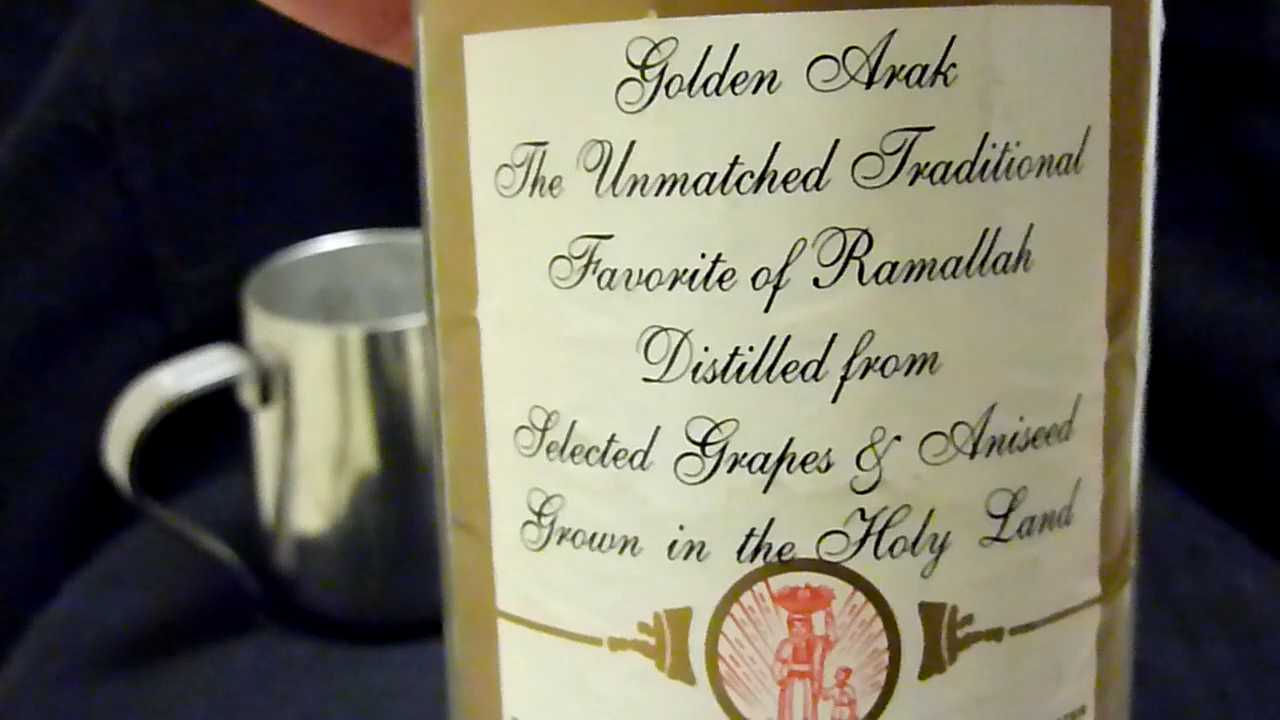 Golden Arak
The Unmatched Traditional
Favorite of Ramallah
Distilled from
Selected Grapes & Aniseed
Grown in the Holy Land